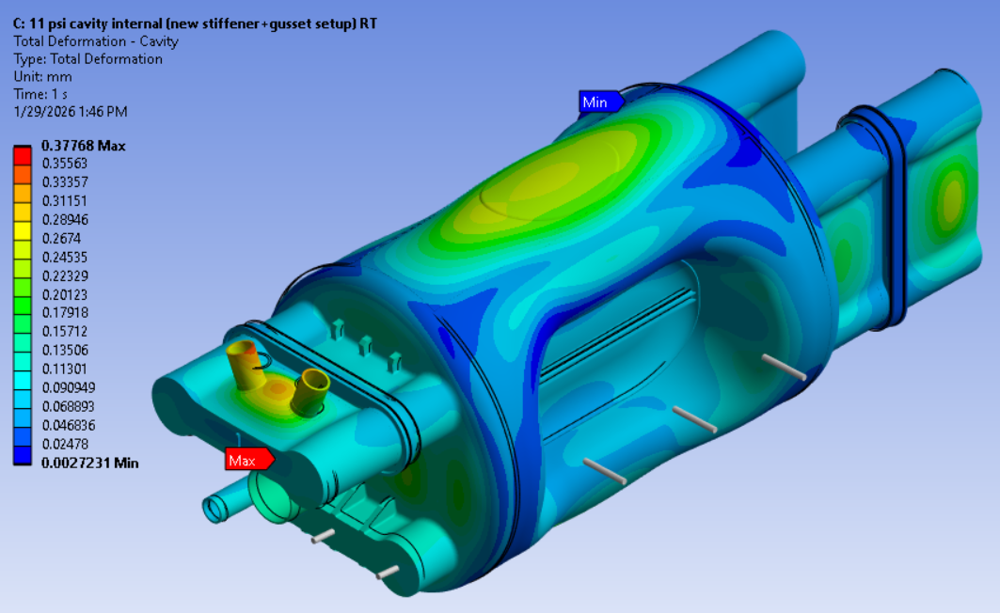 C: 11 psi cavity internal (new stiffener+gusset setup) RT
Total Deformation - Cavity
Type: Total Deformation
Unit: mm
Time: 1 s
1/29/2026 1:46 PM
0.37768 Max
0.35563
0.33357
0.31151
0.28946
0.2674
0.24535
0.22329
0.20123
0.17918
0.15712
0.13506
0.11301
0.090949
0.068893
0.046836
0.02478
0.0027231 Min
Min
Max